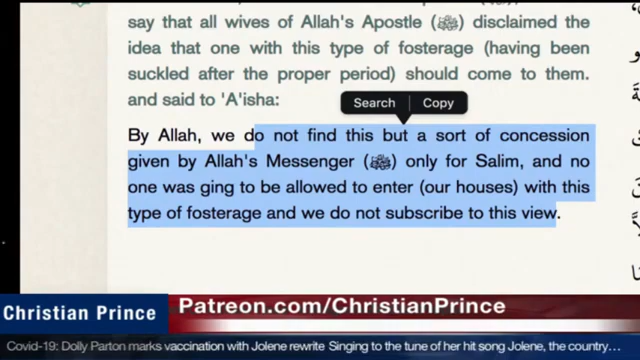 say that all wives of Allah's Apostle (ﷺ) disclaimed the
idea that one with this type of fosterage (having been
suckled after the proper period) should come to them.
and said to 'A'isha:
Search
Copy
By Allah, we do not find this but a sort of concession
given by Allah's Messenger (ﷺ) only for Salim, and no
one was ging to be allowed to enter (our houses) with this
type of fosterage and we do not subscribe to this view.
Christian Prince
Patreon.com/ChristianPrince
Covid-19: Dolly Parton marks vaccination with Jolene rewrite Singing to the tune of her hit song Jolene, the country...